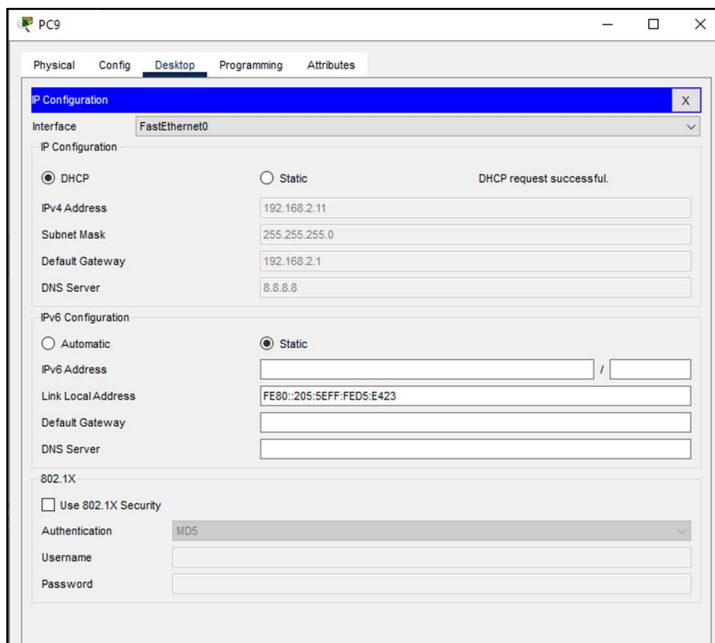 PC9
Physical Config Desktop Programming Attributes
IP Configuration X
Interface FastEthernet0
IP Configuration
DHCP Static DHCP request successful.
IPv4 Address 192.168.2.11
Subnet Mask 255.255.255.0
Default Gateway 192.168.2.1
DNS Server 8.8.8.8
IPv6 Configuration
Automatic Static
IPv6 Address /
Link Local Address FE80::205:5EFF:FED5:E423
Default Gateway
DNS Server
802.1X
Use 802.1X Security
Authentication MD5
Username
Password